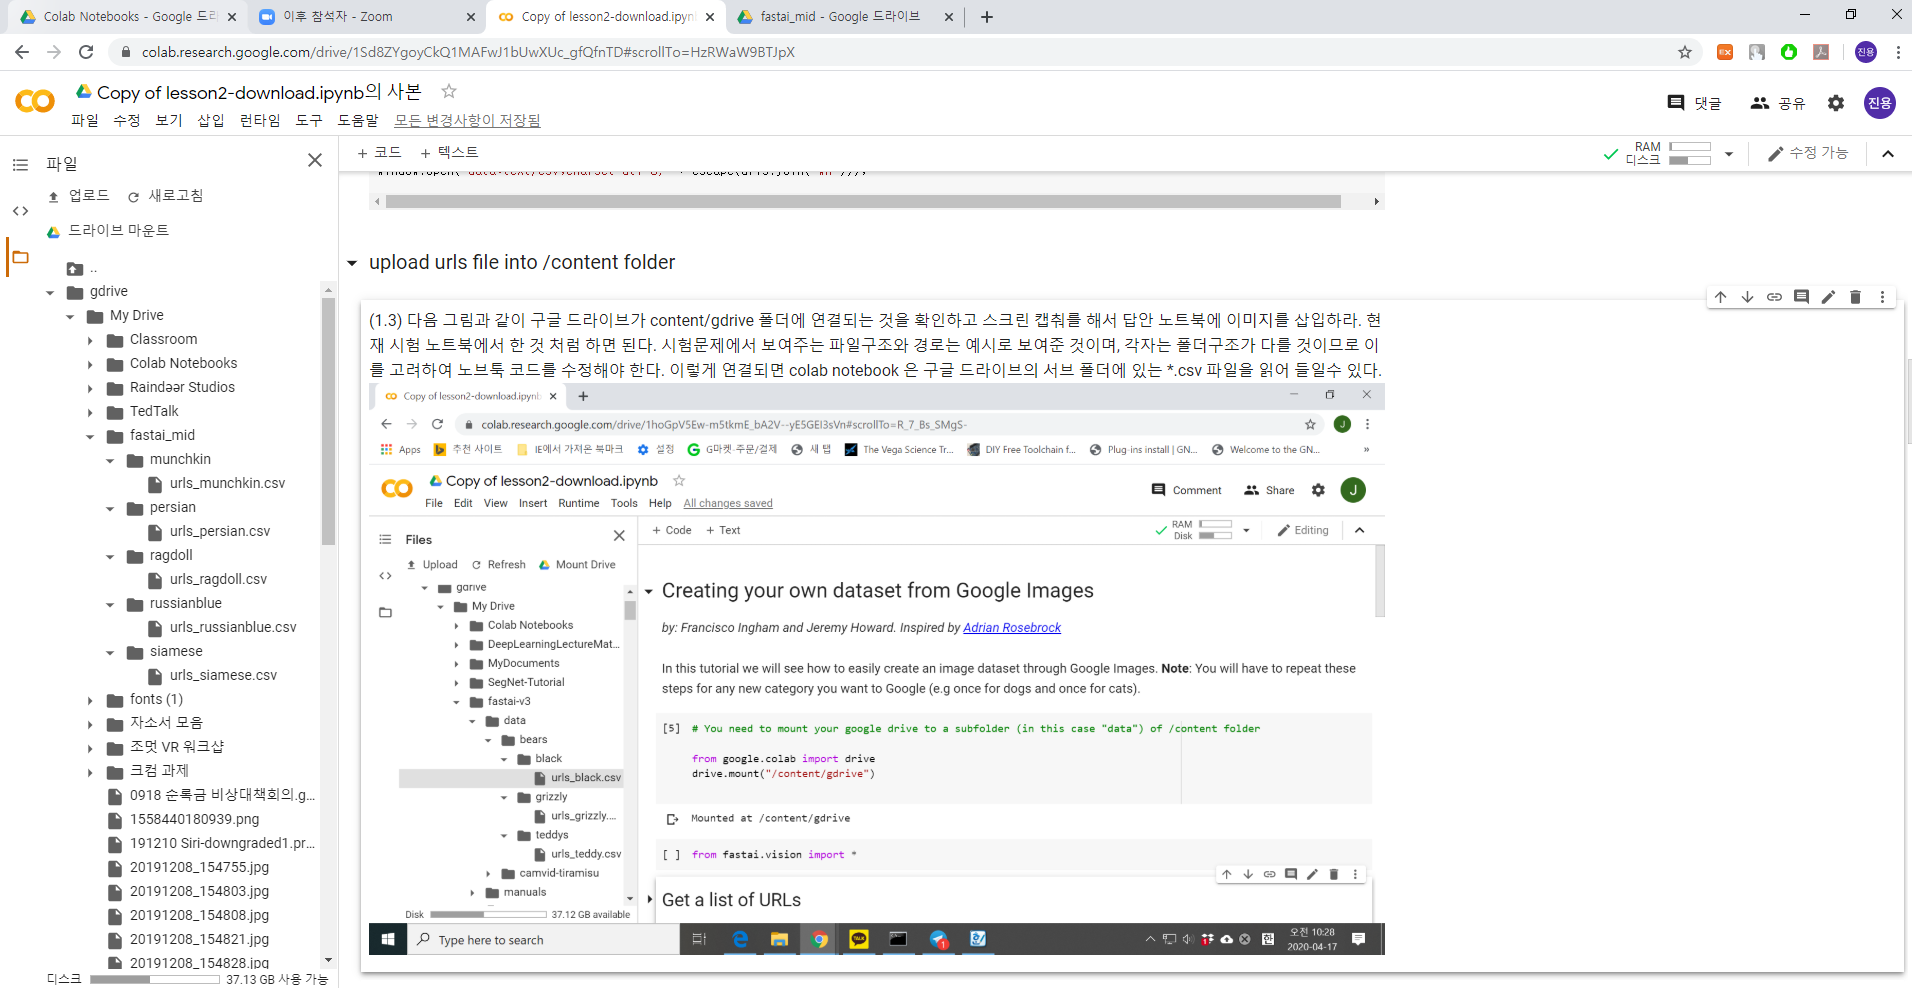 Colab Notebooks - Google 드라
이후 참석자 - Zoom
Copy of lesson2-download.ipyn
fastai_mid - Google 드라이브
colab.research.google.com/drive/1Sd8ZYgoyCkQ1MAFwJ1bUwXUc_gfQfnTD#scrollTo=HzRWaW9BTJpX
진용
Copy of lesson2-download.ipynb의 사본
파일 수정 보기 삽입 런타임 도구 도움말 모든 변경사항이 저장됨
댓글 공유 진용
파일
업로드 새로고침
드라이브 마운트
..
gdrive
My Drive
Classroom
Colab Notebooks
Raindər Studios
TedTalk
fastai_mid
munchkin
urls_munchkin.csv
persian
urls_persian.csv
ragdoll
urls_ragdoll.csv
russianblue
urls_russianblue.csv
siamese
urls_siamese.csv
fonts (1)
자소서 모음
조멋 VR 워크샵
크컴 과제
0918 순록금 비상대책회의.g...
1558440180939.png
191210 Siri-downgraded1.pr...
20191208_154755.jpg
20191208_154803.jpg
20191208_154808.jpg
20191208_154821.jpg
20191208_154828.jpg
디스크 37.13 GB 사용 가능
+ 코드 + 텍스트
RAM
디스크
수정 가능
upload urls file into /content folder
(1.3) 다음 그림과 같이 구글 드라이브가 content/gdrive 폴더에 연결되는 것을 확인하고 스크린 캡춰를 해서 답안 노트북에 이미지를 삽입하라. 현
재 시험 노트북에서 한 것 처럼 하면 된다. 시험문제에서 보여주는 파일구조와 경로는 예시로 보여준 것이며, 각자는 폴더구조가 다를 것이므로 이
를 고려하여 노브툭 코드를 수정해야 한다. 이렇게 연결되면 colab notebook 은 구글 드라이브의 서브 폴더에 있는 *.csv 파일을 읽어 들일수 있다.
Copy of lesson2-download.ipynb
colab.research.google.com/drive/1hoGpV5Ew-m5tkmE_bA2V--yE5GEI3sVn#scrollTo=R_7_Bs_SMgS-
J
Apps 추천 사이트 IE에서 가져온 북마크 설정 G마켓-주문/결제 새 탭 The Vega Science Tr... DIY Free Toolchain f... Plug-ins install | GN... Welcome to the GN... »
Copy of lesson2-download.ipynb
File Edit View Insert Runtime Tools Help All changes saved
Comment Share J
Files
Upload Refresh Mount Drive
gdrive
My Drive
Colab Notebooks
DeepLearningLectureMat...
MyDocuments
SegNet-Tutorial
fastai-v3
data
bears
black
urls_black.csv
grizzly
urls_grizzly....
teddys
urls_teddy.csv
camvid-tiramisu
manuals
Disk 37.12 GB available
+ Code + Text
RAM
Disk
Editing
Creating your own dataset from Google Images
by: Francisco Ingham and Jeremy Howard. Inspired by Adrian Rosebrock
In this tutorial we will see how to easily create an image dataset through Google Images. Note: You will have to repeat these
steps for any new category you want to Google (e.g once for dogs and once for cats).
[5] # You need to mount your google drive to a subfolder (in this case "data") of /content folder
from google.colab import drive
drive.mount("/content/gdrive")
Mounted at /content/gdrive
[ ] from fastai.vision import *
Get a list of URLs
Type here to search
TALK
1
한
오전 10:28
2020-04-17